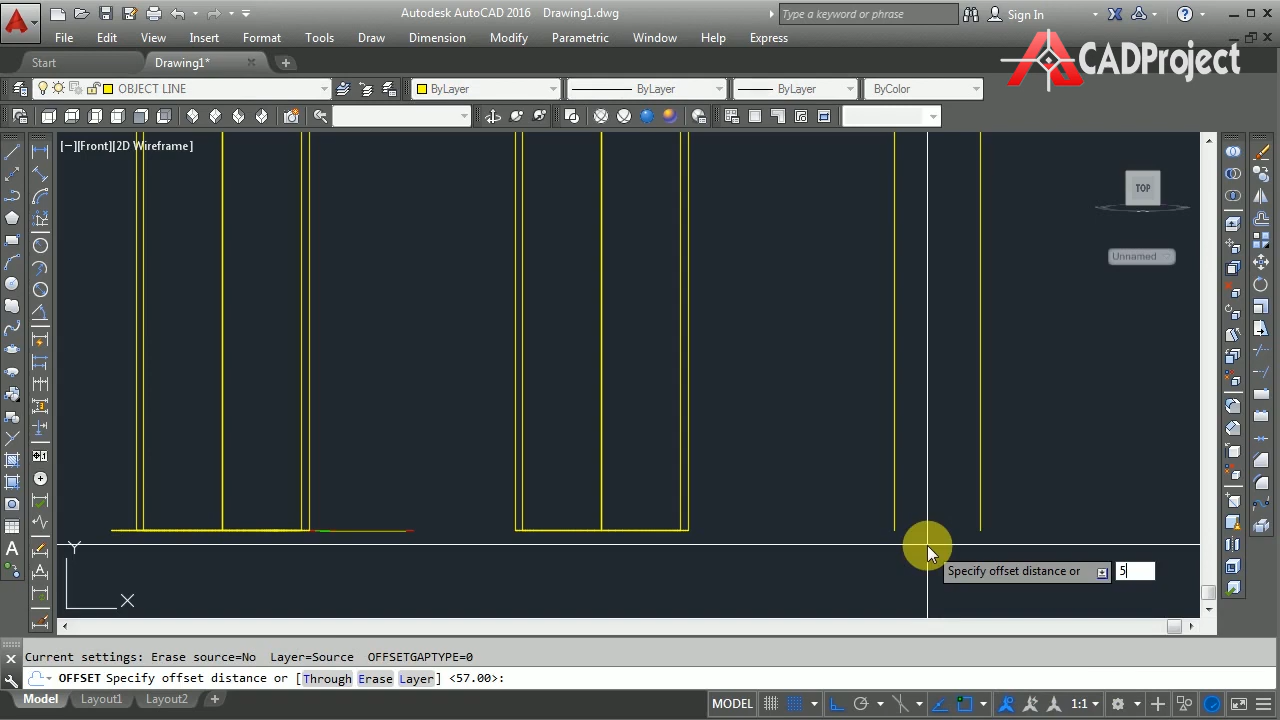 Autodesk AutoCAD 2016 Drawing1.dwg
Type a keyword or phrase
Sign In
File Edit View Insert Format Tools Draw Dimension Modify Parametric Window Help Express
CADProject
Start
Drawing1*
OBJECT LINE
ByLayer
ByLayer
ByLayer
ByColor
[−][Front][2D Wireframe]
TOP
Unnamed
Y
X
Specify offset distance or
5
Current settings: Erase source=No Layer=Source OFFSETGAPTYPE=0
OFFSET Specify offset distance or [Through Erase Layer] <57.00>:
Model Layout1 Layout2
MODEL
1:1